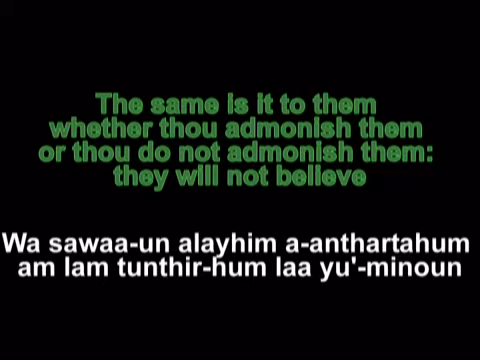 The same is it to them
whether thou admonish them
or thou do not admonish them:
they will not believe
Wa sawaa-un alayhim a-anthartahum
am lam tunthir-hum laa yu'-minoun